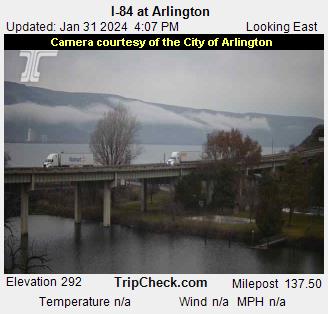 I-84 at Arlington
Updated: Jan 31 2024 4:07 PM Looking East
Camera courtesy of the City of Arlington
Walmart
Elevation 292 TripCheck.com Milepost 137.50
Temperature n/a Wind n/a MPH n/a